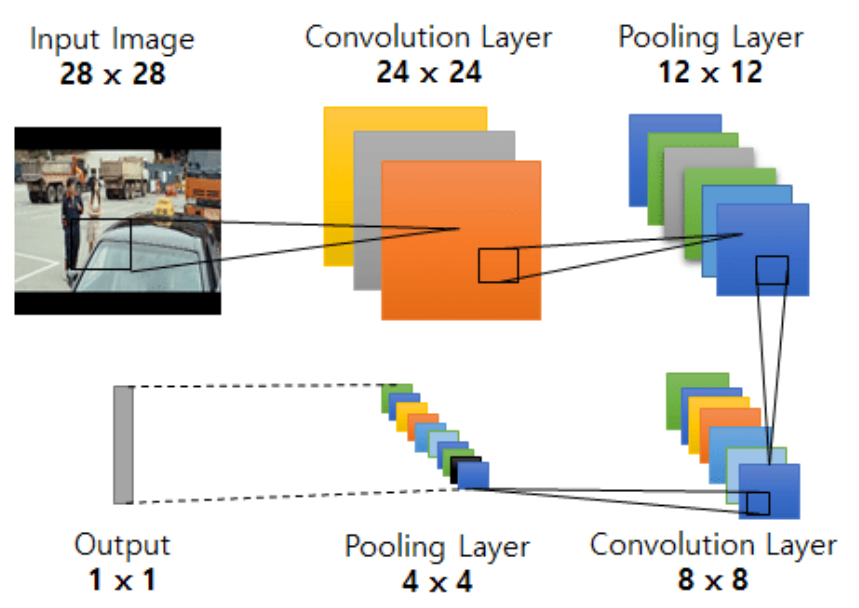 Input Image
28 x 28
Convolution Layer
24 x 24
Pooling Layer
12 x 12
Output
1 x 1
Pooling Layer
4 x 4
Convolution Layer
8 x 8